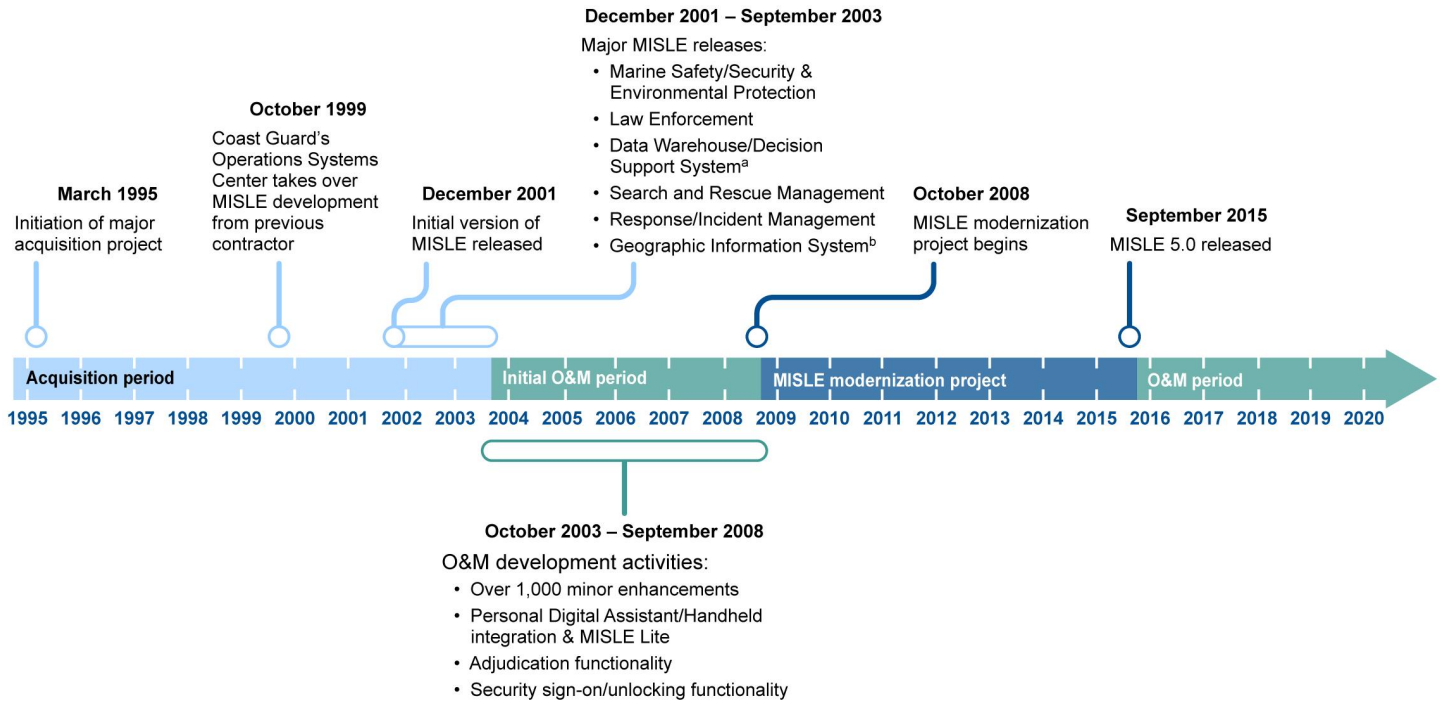 March 1995
Initiation of major
acquisition project
October 1999
Coast Guard's
Operations Systems
Center takes over
MISLE development
from previous
contractor
December 2001
Initial version of
MISLE released
December 2001 – September 2003
Major MISLE releases:
• Marine Safety/Security &
Environmental Protection
• Law Enforcement
• Data Warehouse/Decision
Support Systemᵃ
• Search and Rescue Management
• Response/Incident Management
• Geographic Information Systemᵇ
October 2008
MISLE modernization
project begins
September 2015
MISLE 5.0 released
Acquisition period Initial O&M period MISLE modernization project O&M period
1995 1996 1997 1998 1999 2000 2001 2002 2003 2004 2005 2006 2007 2008 2009 2010 2011 2012 2013 2014 2015 2016 2017 2018 2019 2020
October 2003 – September 2008
O&M development activities:
• Over 1,000 minor enhancements
• Personal Digital Assistant/Handheld
integration & MISLE Lite
• Adjudication functionality
• Security sign-on/unlocking functionality